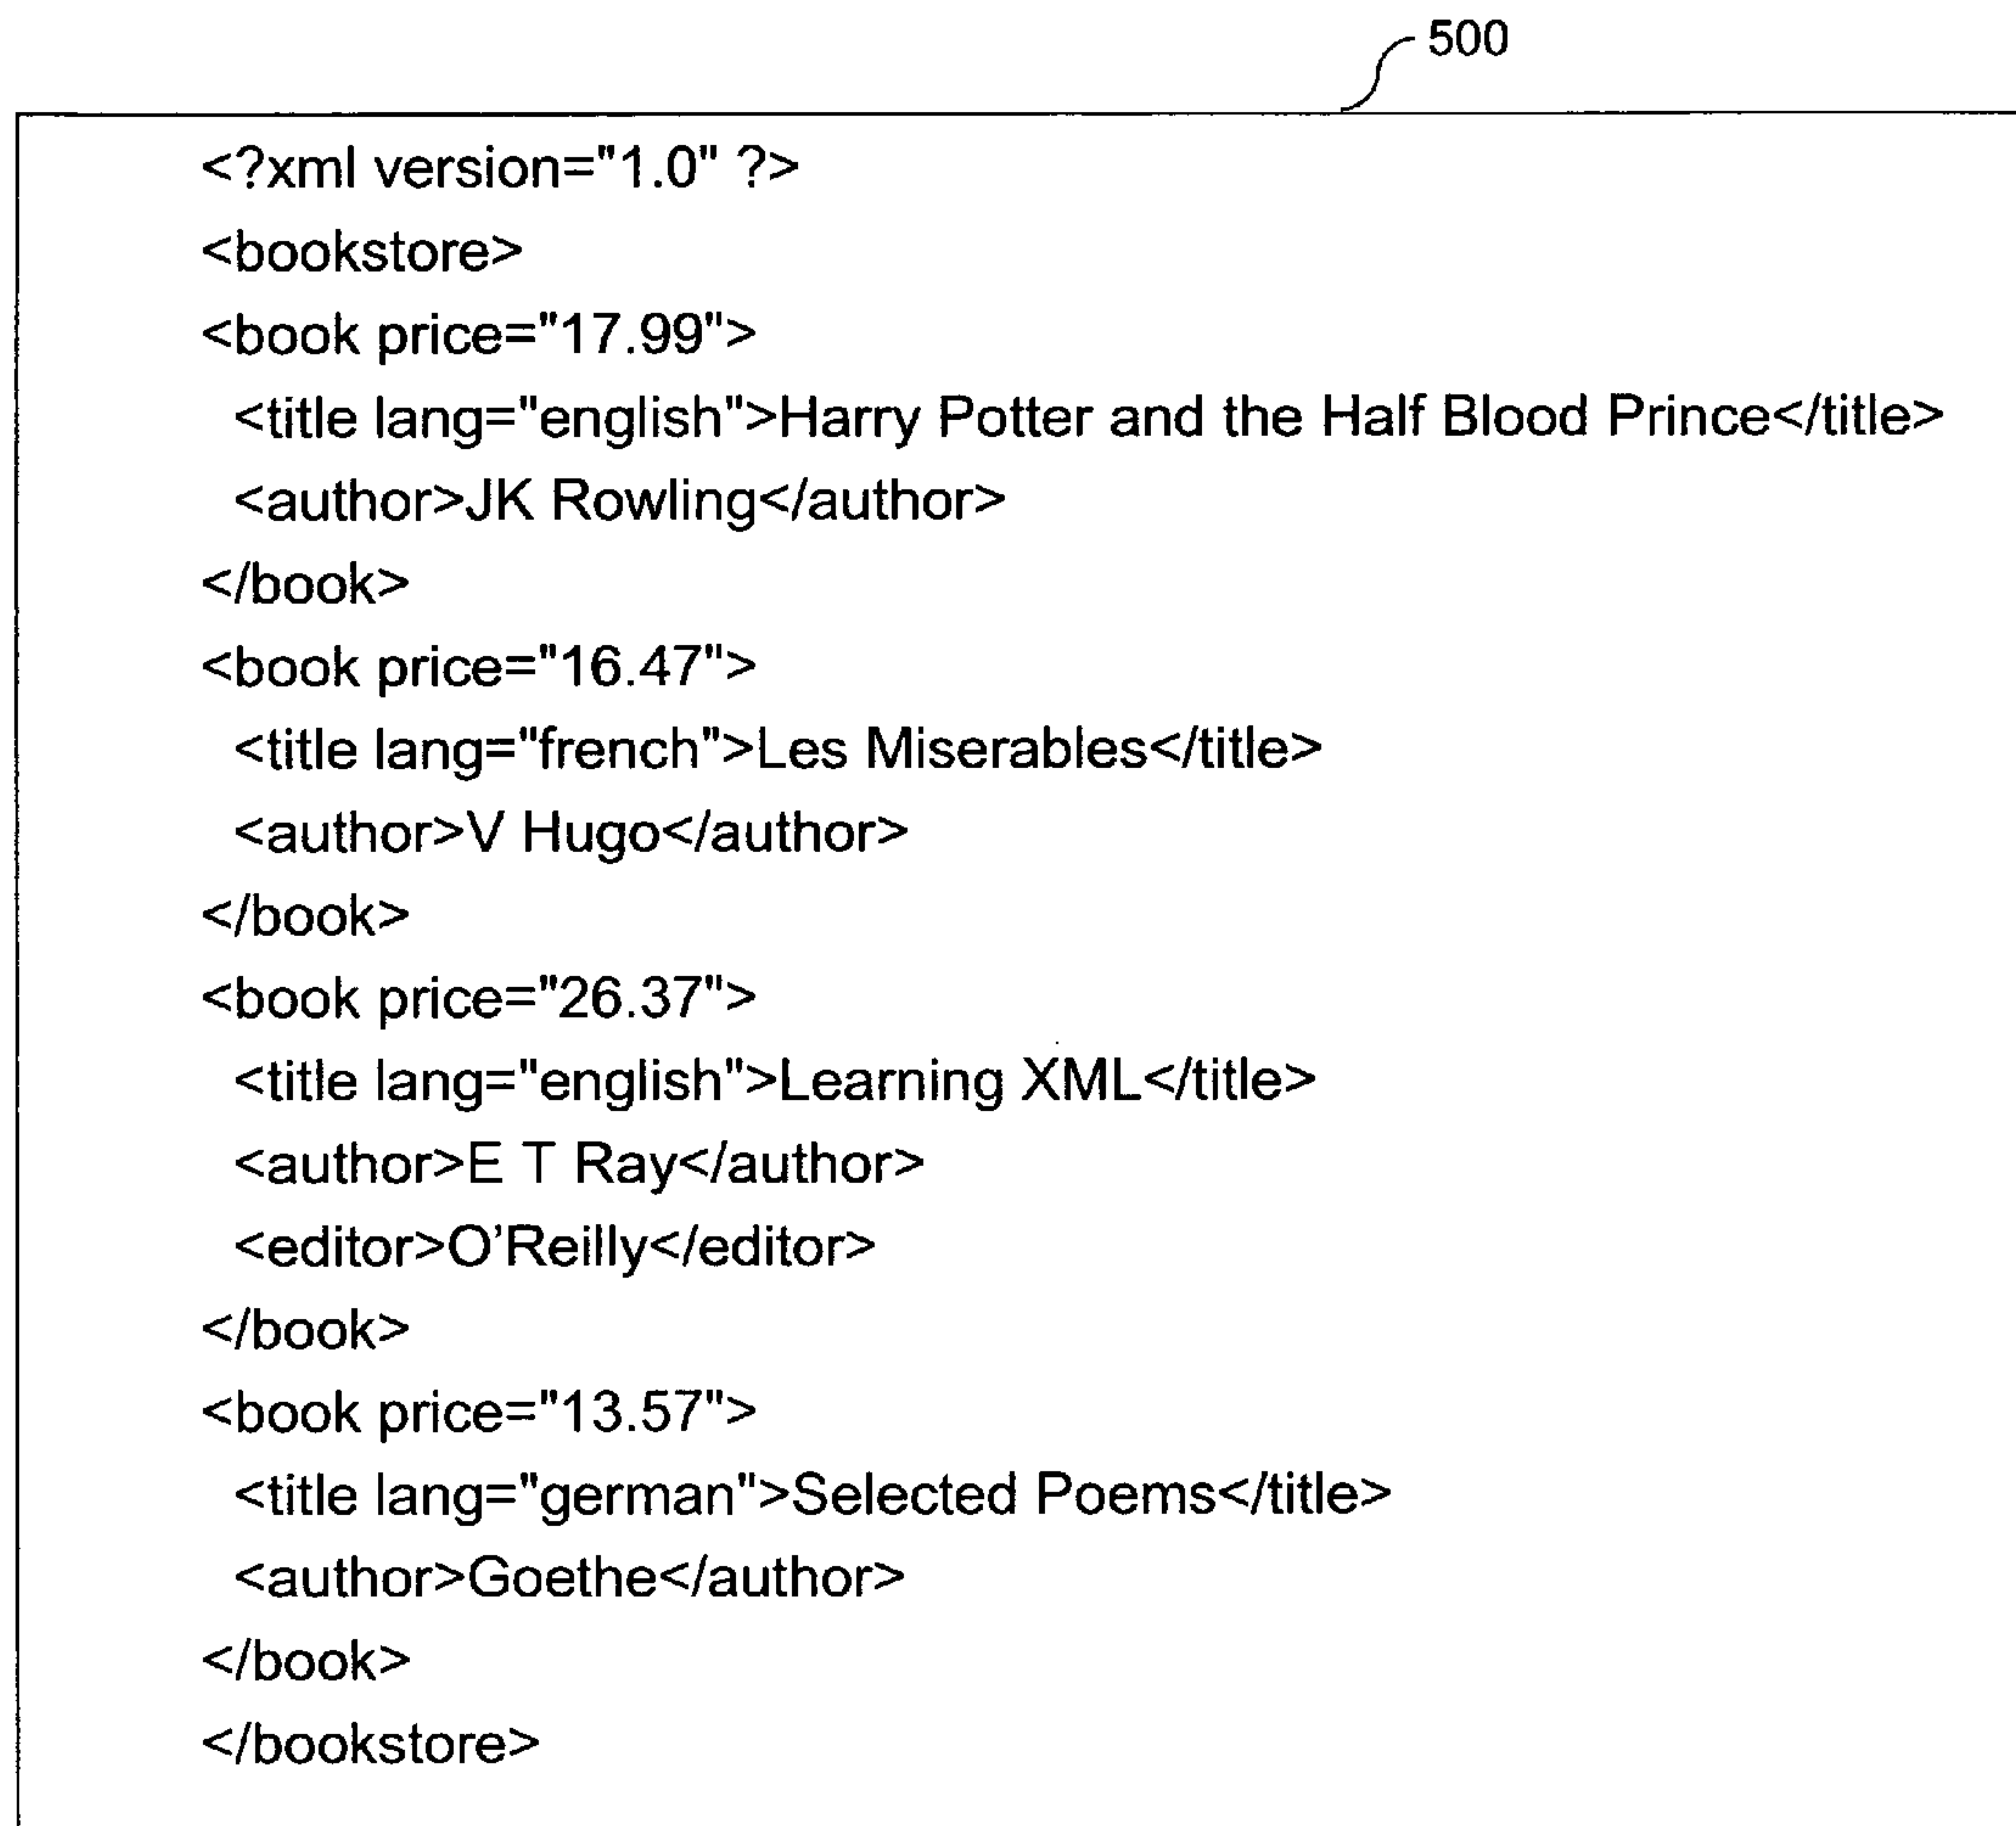 500
<?xml version="1.0" ?>
<bookstore>
<book price="17.99">
<title lang="english">Harry Potter and the Half Blood Prince</title>
<author>JK Rowling</author>
</book>
<book price="16.47">
<title lang="french">Les Miserables</title>
<author>V Hugo</author>
</book>
<book price="26.37">
<title lang="english">Learning XML</title>
<author>E T Ray</author>
<editor>O’Reilly</editor>
</book>
<book price="13.57">
<title lang="german">Selected Poems</title>
<author>Goethe</author>
</book>
</bookstore>